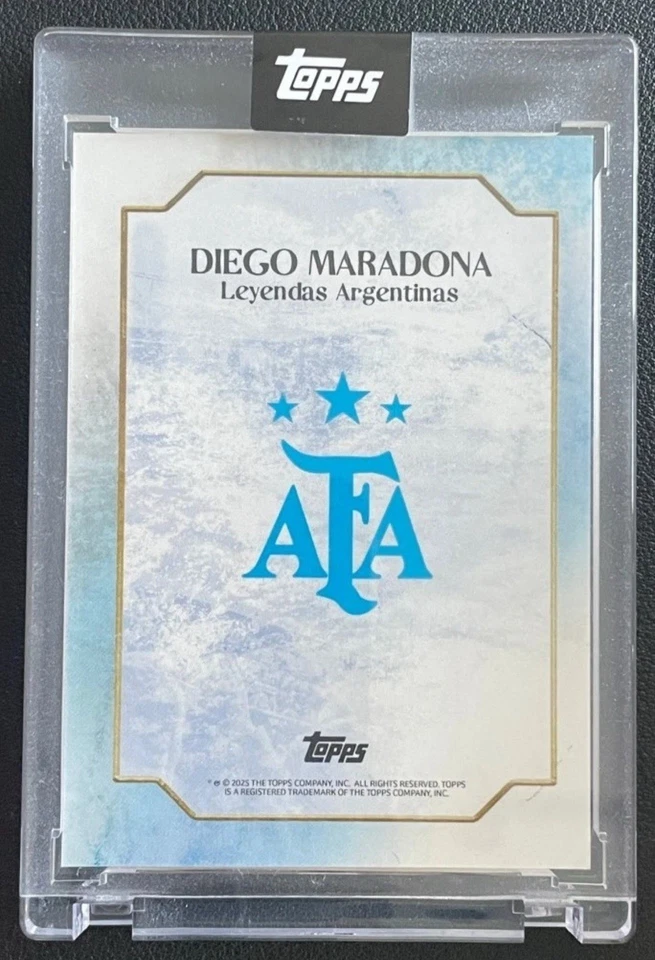 Topps
DIEGO MARADONA
Leyendas Argentinas
AFA
Topps
* ® © 2025 THE TOPPS COMPANY, INC. ALL RIGHTS RESERVED. TOPPS
IS A REGISTERED TRADEMARK OF THE TOPPS COMPANY, INC.